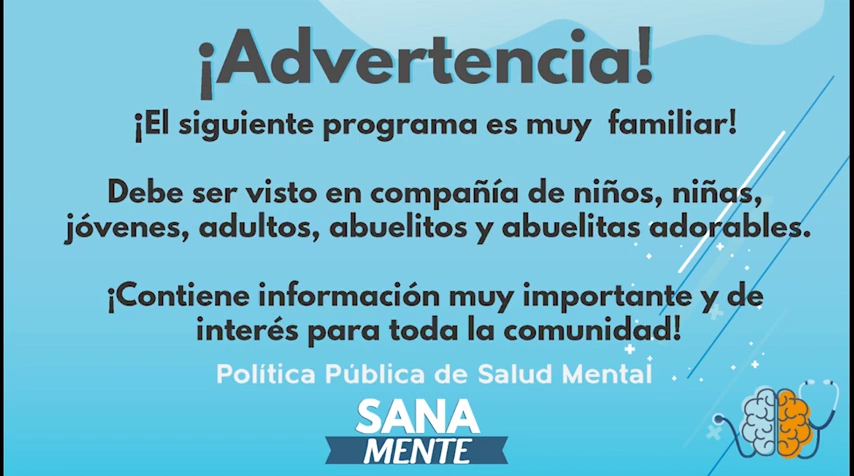 ¡Advertencia!
¡El siguiente programa es muy familiar!
Debe ser visto en compañía de niños, niñas,
jóvenes, adultos, abuelitos y abuelitas adorables.
¡Contiene información muy importante y de
interés para toda la comunidad!
Política Pública de Salud Mental
SANA
MENTE